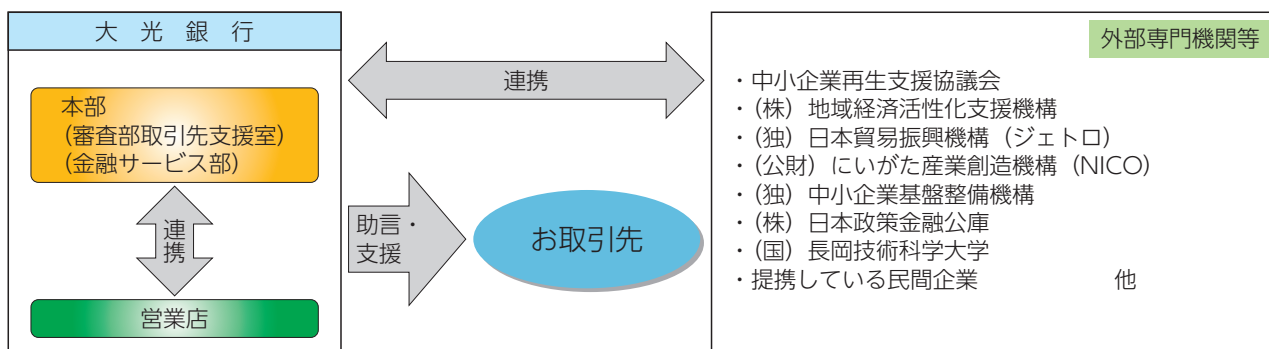 大光銀行
本部
(審査部取引先支援室)
(金融サービス部)
連携
営業店
連携
助言・
支援
お取引先
外部専門機関等
・中小企業再生支援協議会
・(株) 地域経済活性化支援機構
・(独) 日本貿易振興機構 (ジェトロ)
・(公財) にいがた産業創造機構 (NICO)
・(独) 中小企業基盤整備機構
・(株) 日本政策金融公庫
・(国) 長岡技術科学大学
・提携している民間企業 他